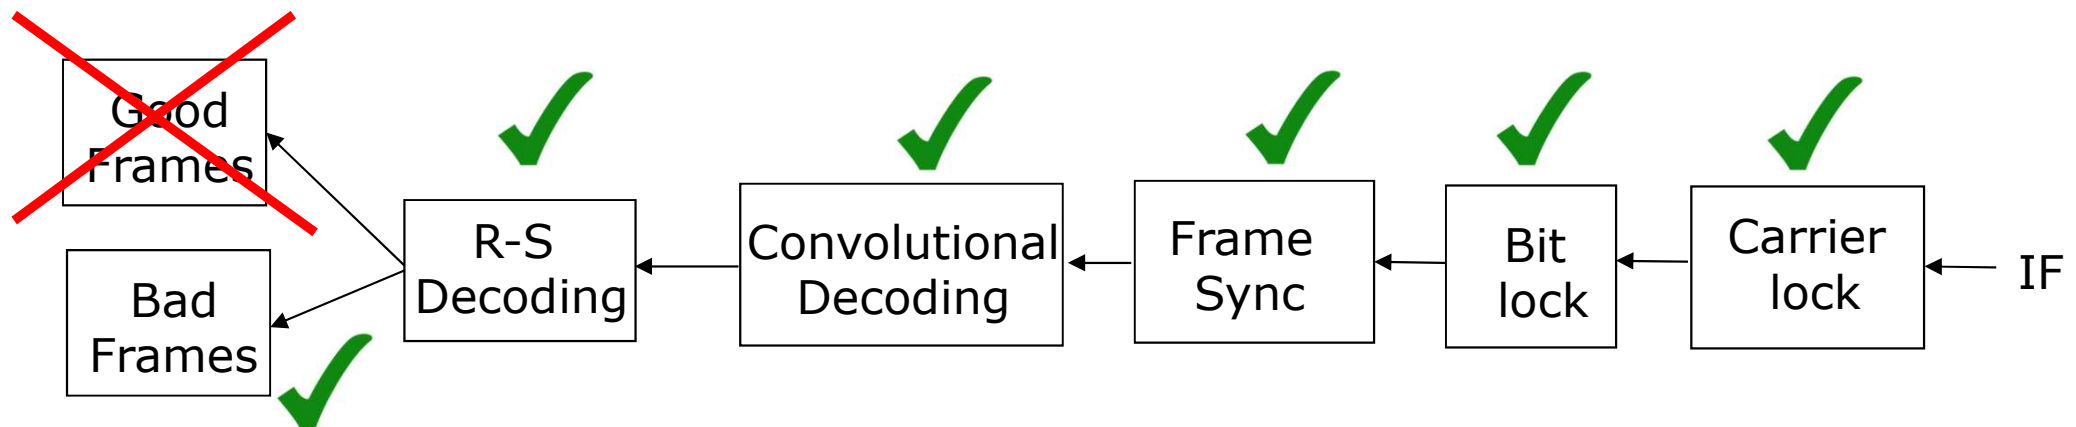 Good
Frames
Bad
Frames
R-S
Decoding
Convolutional
Decoding
Frame
Sync
Bit
lock
Carrier
lock
IF